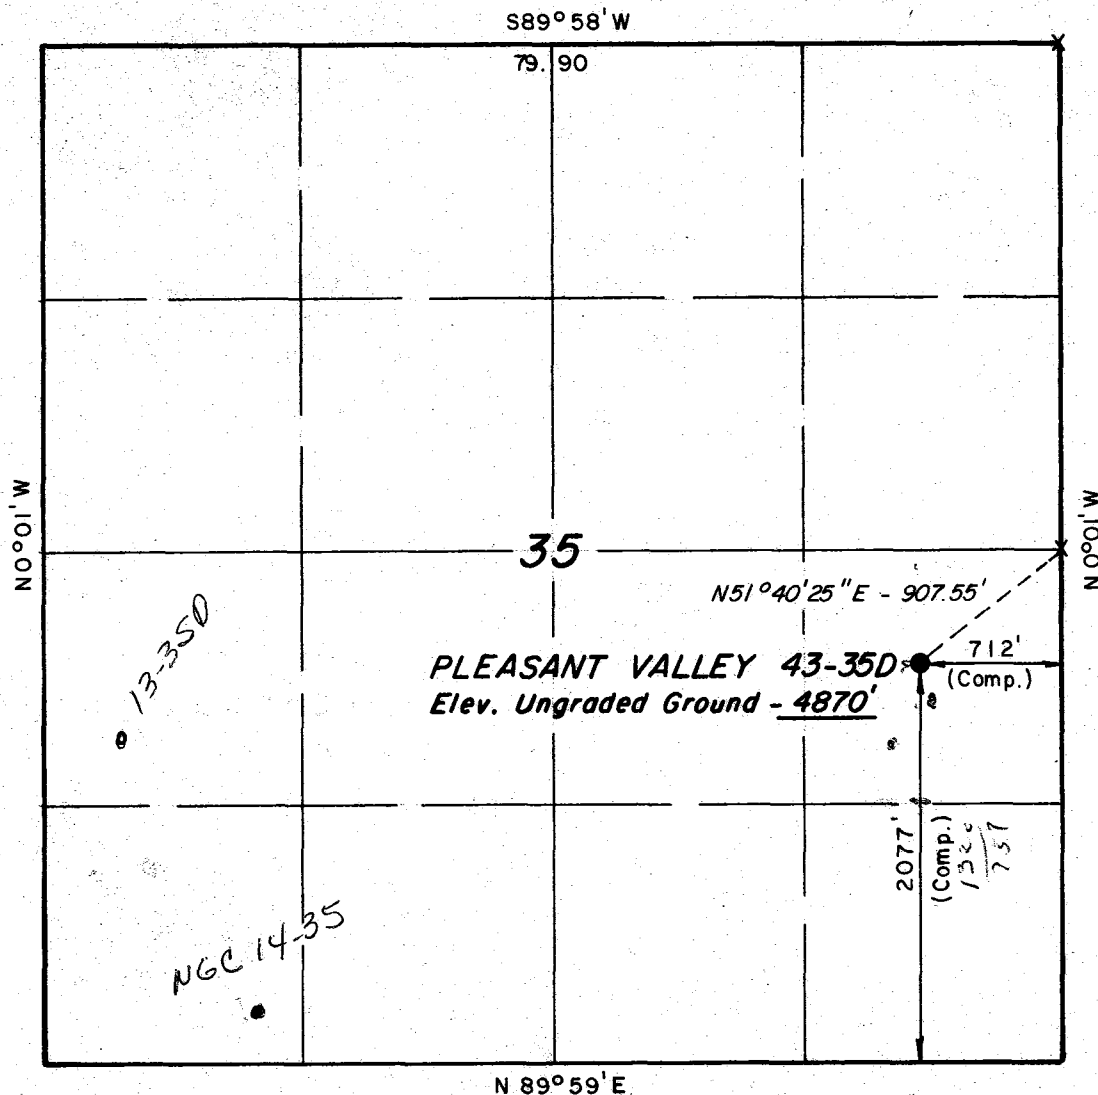 S89°58'W
79.90
N0°01'W
35
N0°01'W
N51°40'25"E - 907.55'
13-35D
PLEASANT VALLEY 43-35D
712'
(Comp.)
Elev. Ungraded Ground - 4870'
2077'
(Comp.)
757
NGC 14-35
N 89°59'E